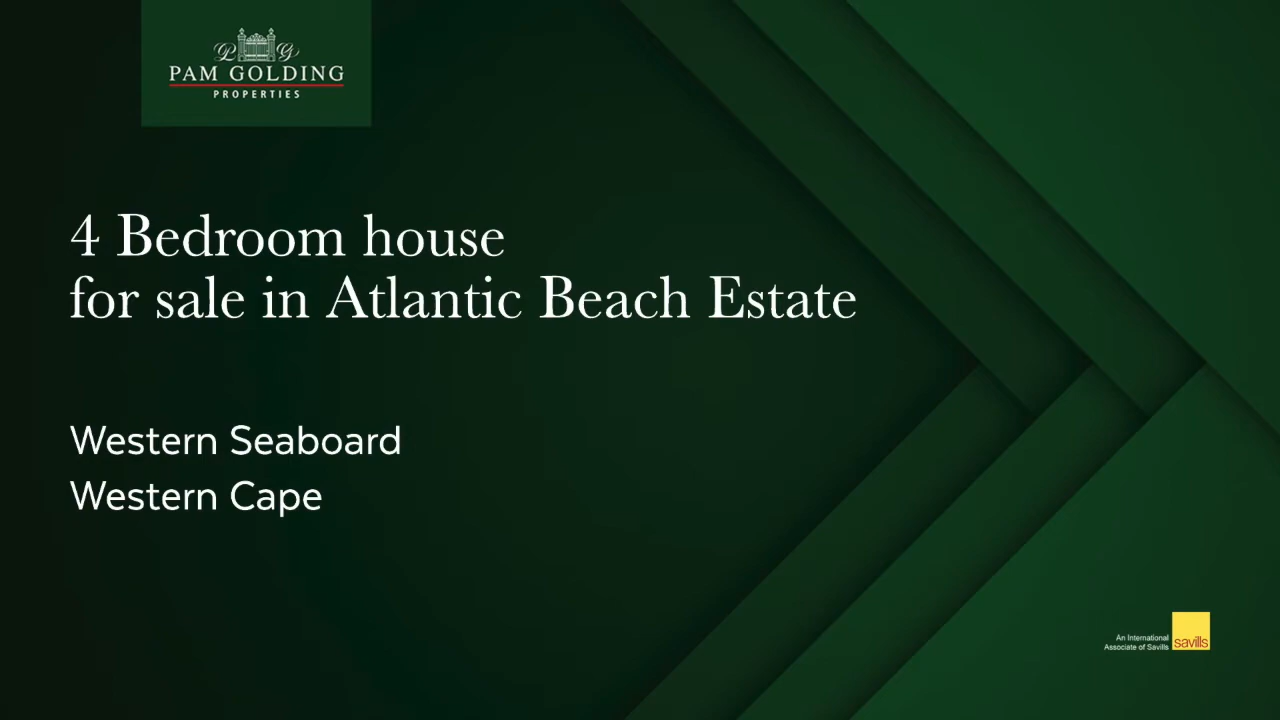 P G
PAM GOLDING
PROPERTIES
4 Bedroom house
for sale in Atlantic Beach Estate
Western Seaboard
Western Cape
An International
Associate of Savills
savills